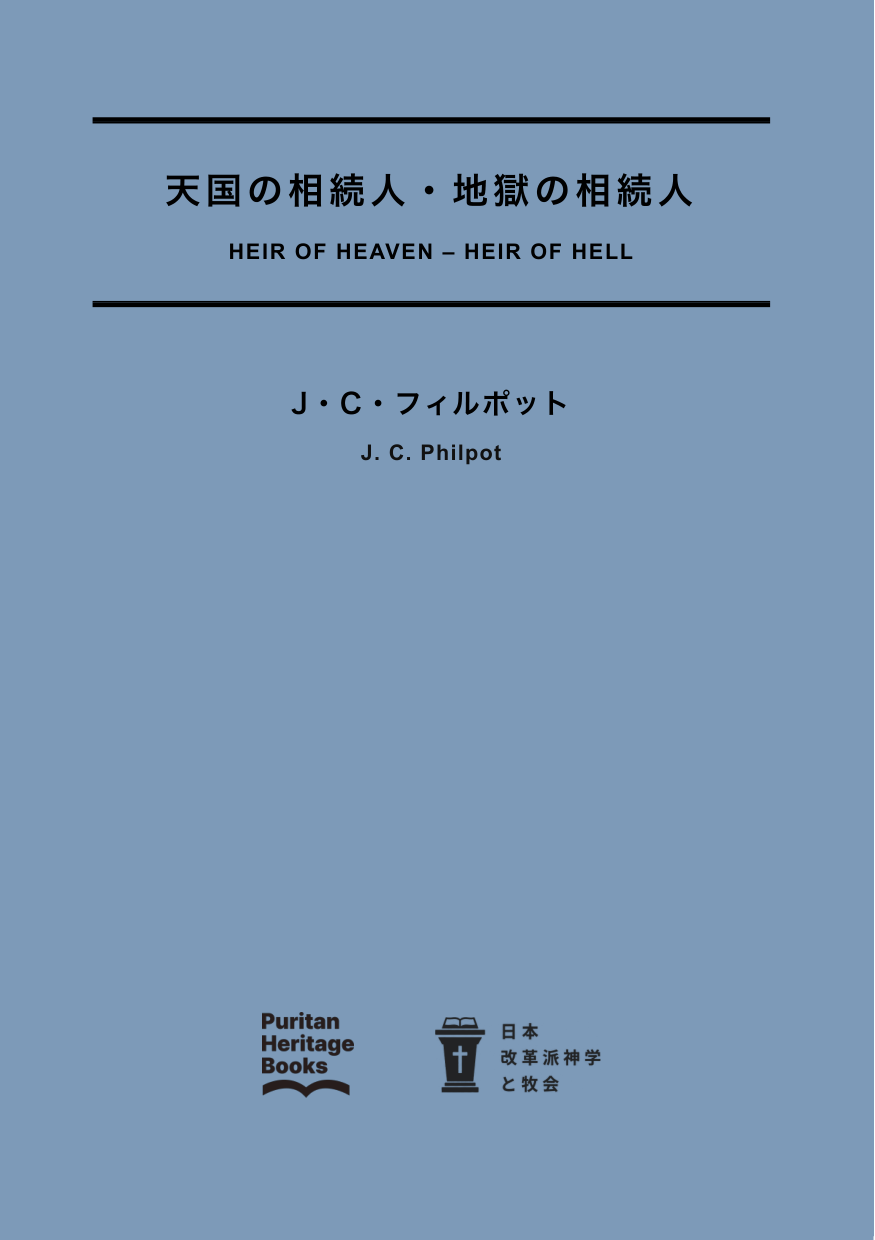 天国の相続人・地獄の相続人
HEIR OF HEAVEN – HEIR OF HELL
J・C・フィルポット
J. C. Philpot
Puritan
Heritage
Books
日本
改革派神学
と牧会